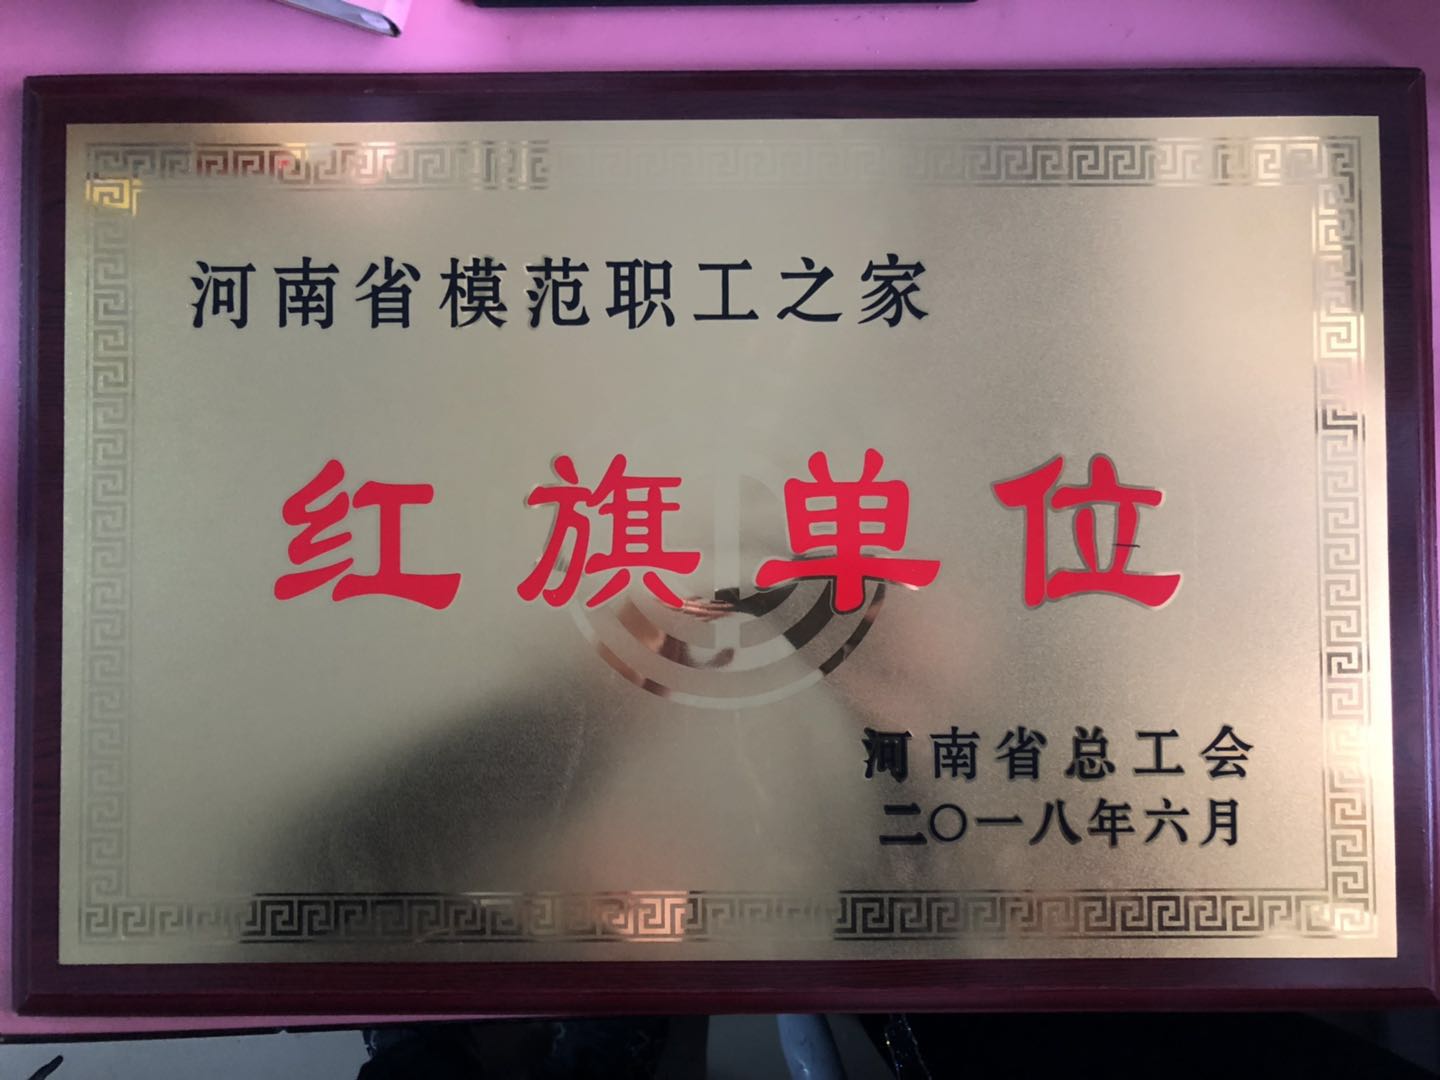 河南省模范职工之家
红旗单位
河南省总工会
二〇一八年六月